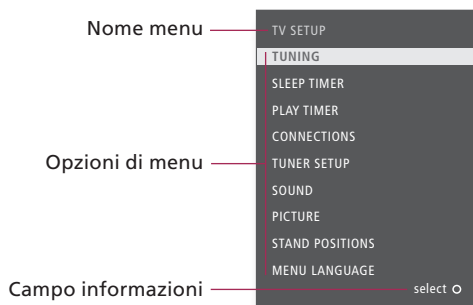 Nome menu
TV SETUP
TUNING
SLEEP TIMER
PLAY TIMER
CONNECTIONS
Opzioni di menu
TUNER SETUP
SOUND
PICTURE
STAND POSITIONS
MENU LANGUAGE
Campo informazioni
select